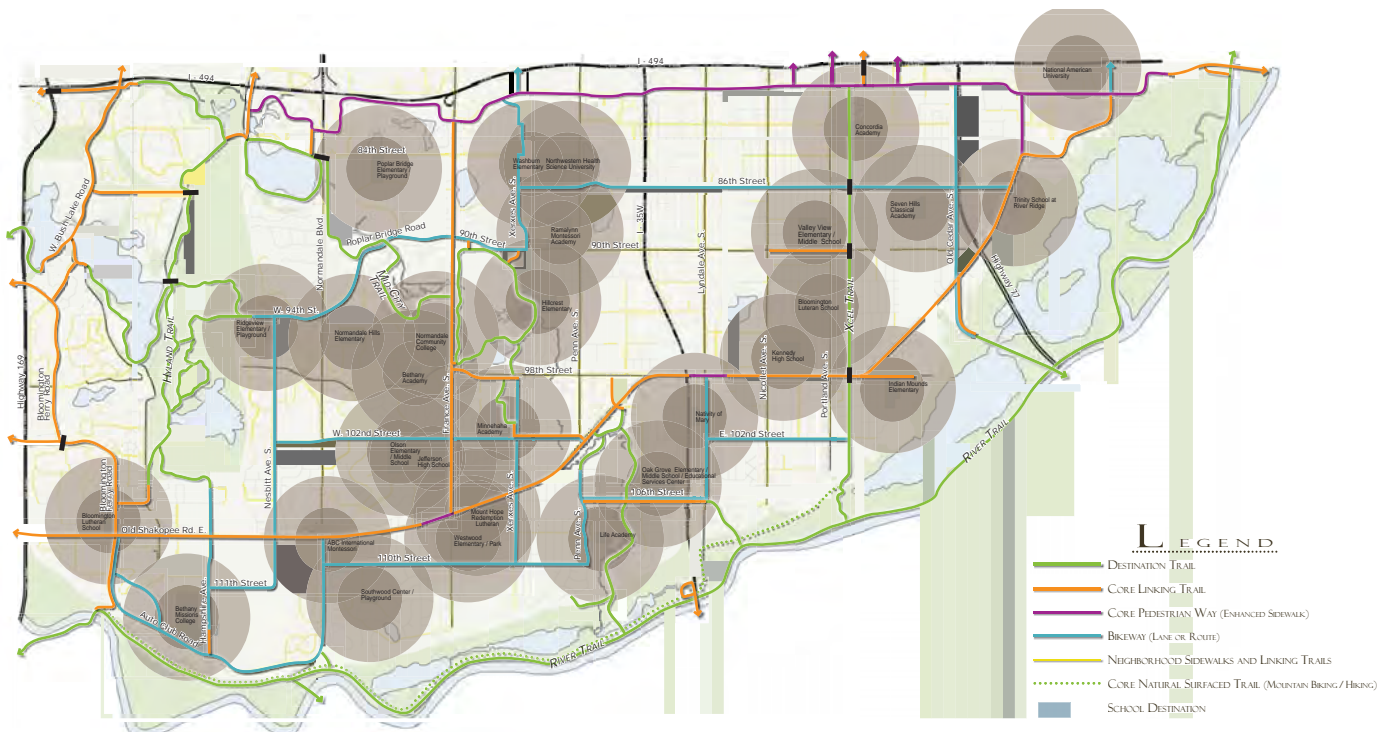 I - 494
I - 494
National American
University
Concordia
Academy
84th Street
Poplar Bridge
Elementary /
Playground
Washburn
Elementary
Northwestern Health
Science University
86th Street
W. Bush Lake Road
Xerxes Ave. S.
Seven Hills
Classical
Academy
Old Cedar Ave. S.
Trinity School at
River Ridge
Normandale Blvd.
Poplar Bridge Road
90th Street
Ramalynn
Montessori
Academy
90th Street
I - 35W
Lyndale Ave. S.
Valley View
Elementary /
Middle School
Highway 77
Hyland Trail
W. 94th St.
Ridgeview
Elementary /
Playground
Normandale Hills
Elementary
Normandale
Community
College
Hillcrest
Elementary
Penn Ave. S.
Bloomington
Lutheran School
Xcel Trail
Highway 169
Bloomington
Ferry Road
Bethany
Academy
Francis Ave. S.
98th Street
Kennedy
High School
Nicollet Ave. S.
Portland Ave. S.
Indian Mounds
Elementary
W. 102nd Street
Minnehaha
Academy
Nativity of
Mary
E. 102nd Street
River Trail
Olsen
Elementary
/ Middle
School
Jefferson
High School
Nesbitt Ave. S.
Xerxes Ave. S.
Oak Grove Elementary /
Middle School / Educational
Services Center
106th Street
Bloomington
Ferry Road
Bloomington
Lutheran
School
Old Shakopee Rd. E.
Mount Hope
Redemption
Lutheran
Penn Ave. S.
Life Academy
ABC International
Montessori
Westwood
Elementary / Park
110th Street
111th Street
Southwood Center /
Playground
Bethany
Missions
College
Hampshire Ave.
Auto Club Road
River Trail
Legend
Destination Trail
Core Linking Trail
Core Pedestrian Way (Enhanced Sidewalk)
Bikeway (Lane or Route)
Neighborhood Sidewalks and Linking Trails
Core Natural Surfaced Trail (Mountain Biking / Hiking)
School Destination